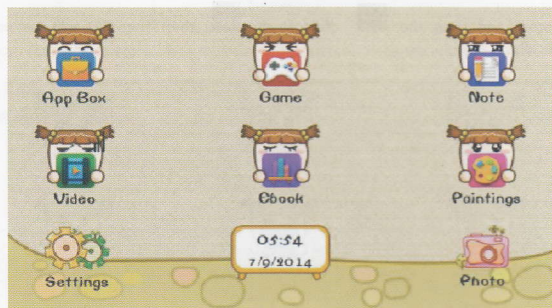 App Box
Game
Note
Video
Ebook
Paintings
Settings
05:54
7/9/2014
Photo